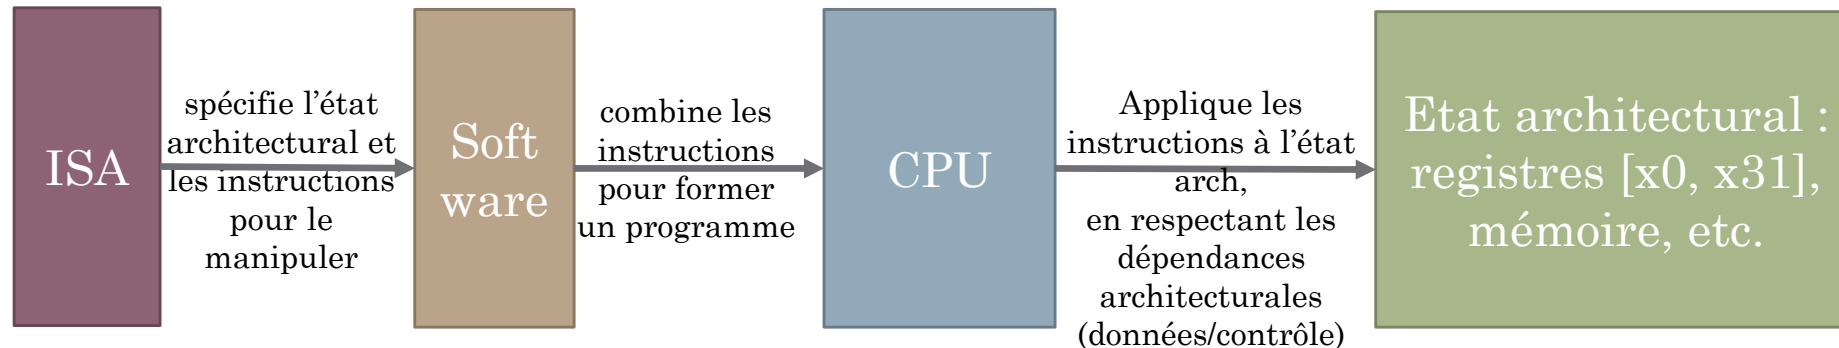 ISA
spécifie l’état
architectural et
les instructions
pour le
manipuler
Soft
ware
combine les
instructions
pour former
un programme
CPU
Applique les
instructions à l’état
arch,
en respectant les
dépendances
architecturales
(données/contrôle)
Etat architectural :
registres [x0, x31],
mémoire, etc.